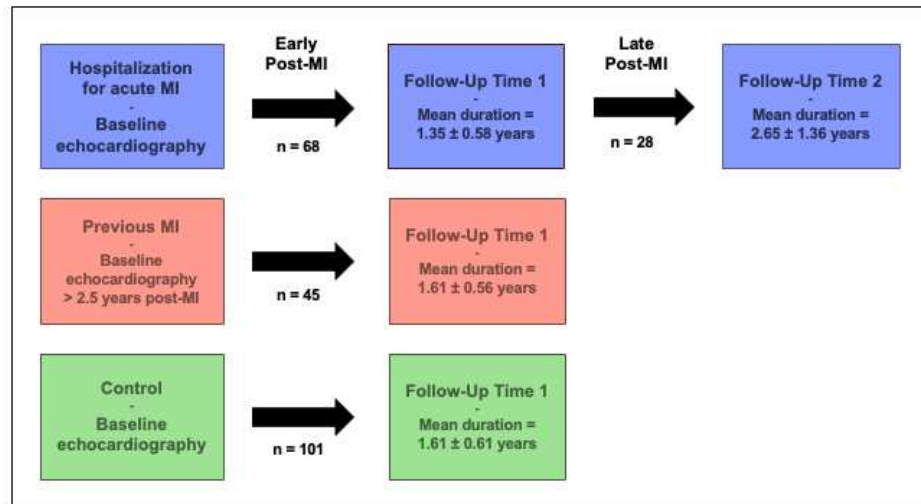 Hospitalization
for acute MI
-
Baseline
echocardiography
Early
Post-MI
n = 68
Follow-Up Time 1
-
Mean duration =
1.35 ± 0.58 years
Late
Post-MI
n = 28
Follow-Up Time 2
-
Mean duration =
2.65 ± 1.36 years
Previous MI
-
Baseline
echocardiography
> 2.5 years post-MI
n = 45
Follow-Up Time 1
-
Mean duration =
1.61 ± 0.56 years
Control
-
Baseline
echocardiography
n = 101
Follow-Up Time 1
-
Mean duration =
1.61 ± 0.61 years